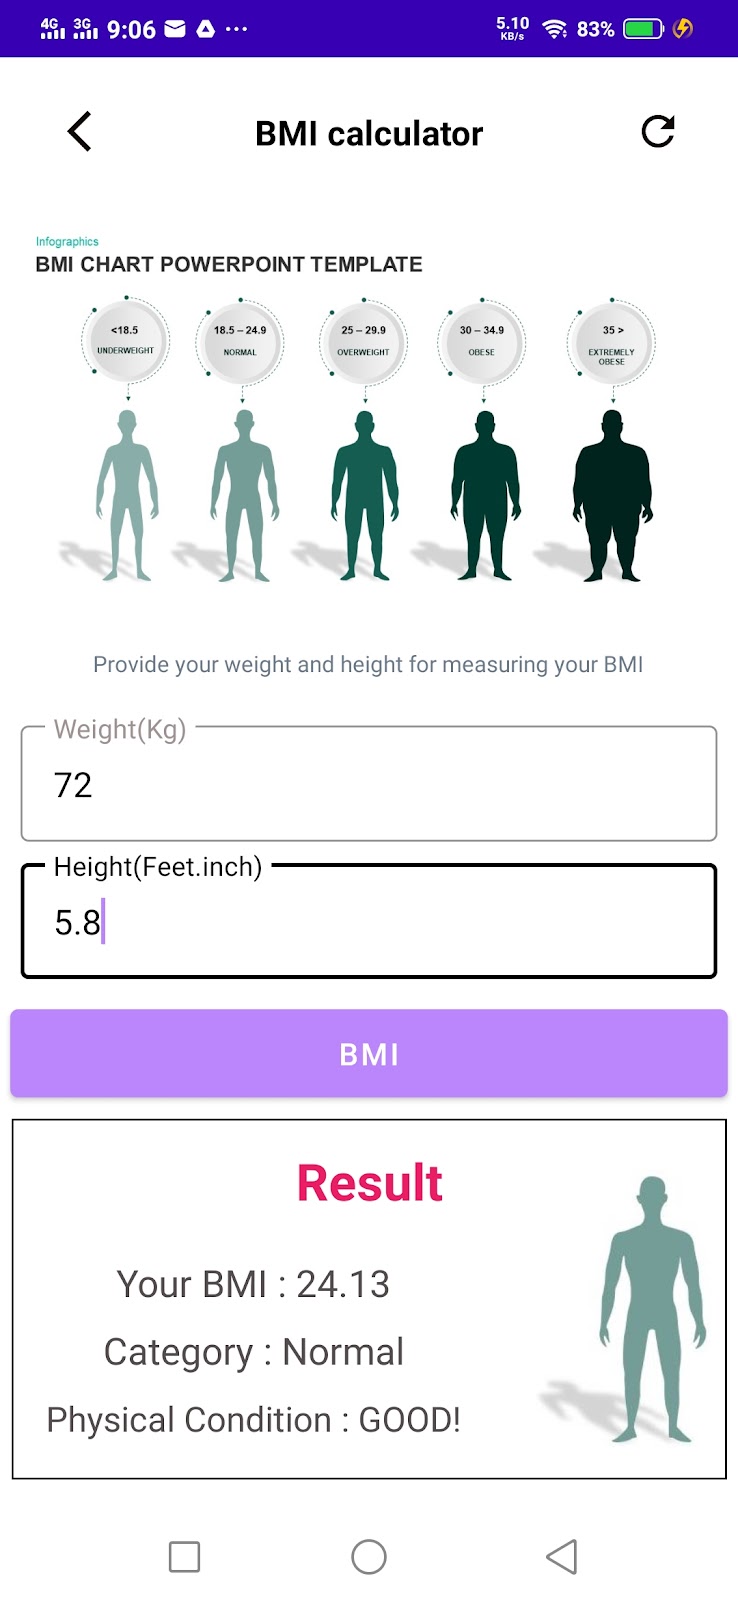 4G 3G 9:06 ... 5.10 KB/s 83%
BMI calculator
Infographics
BMI CHART POWERPOINT TEMPLATE
<18.5 18.5 – 24.9 25 – 29.9 30 – 34.9 35 >
UNDERWEIGHT NORMAL OVERWEIGHT OBESE EXTREMELY OBESE
Provide your weight and height for measuring your BMI
Weight(Kg)
72
Height(Feet.inch)
5.8
BMI
Result
Your BMI : 24.13
Category : Normal
Physical Condition : GOOD!